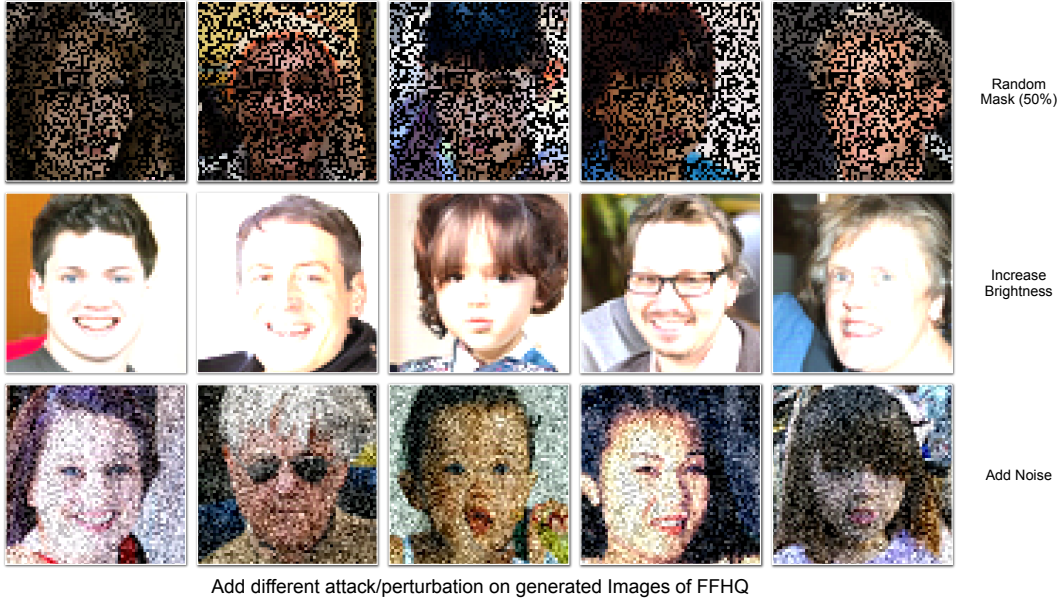 Random
Mask (50%)
Increase
Brightness
Add Noise
Add different attack/perturbation on generated Images of FFHQ